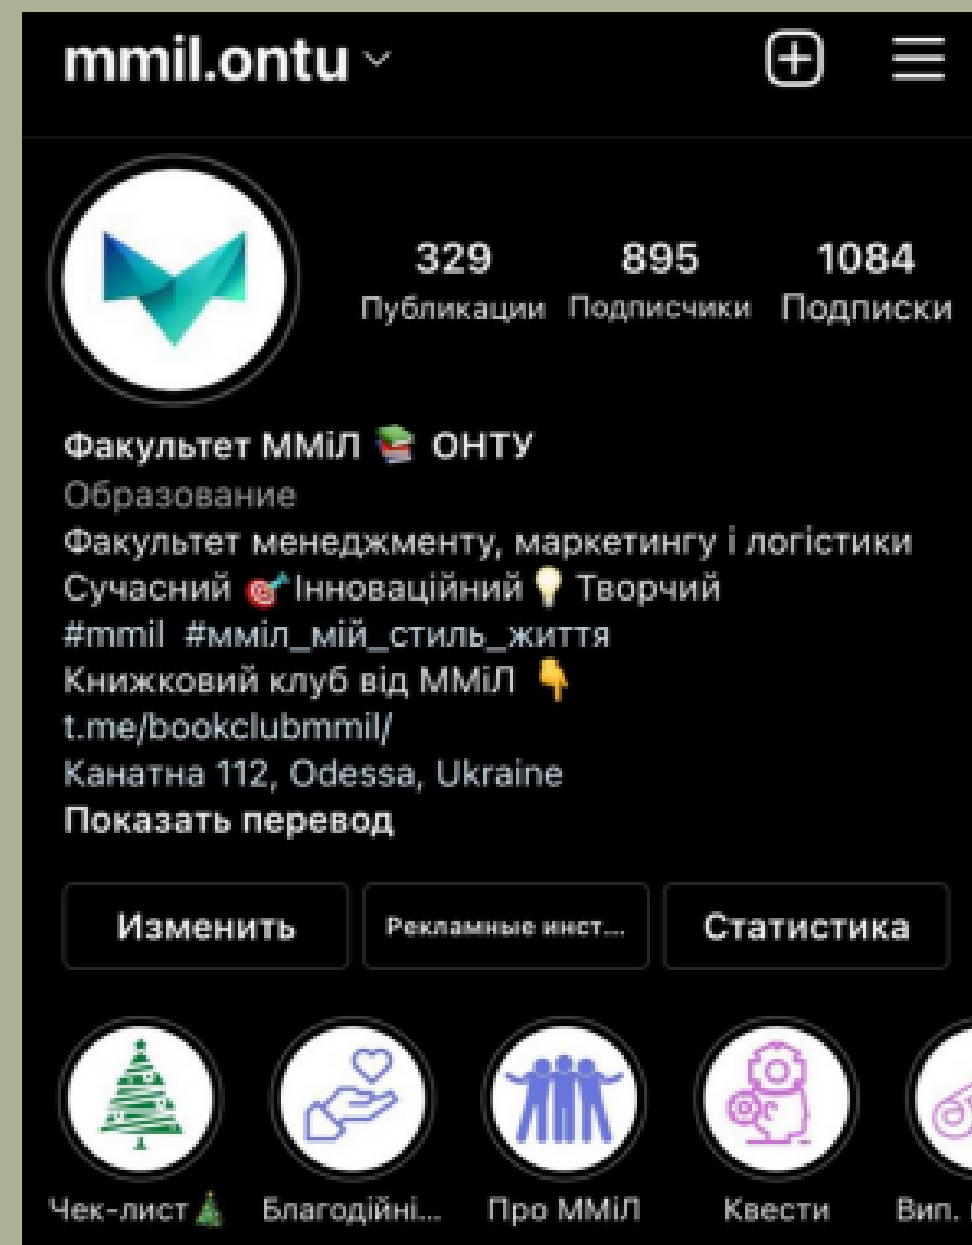 mmil.ontu
329 895 1084
Публикации Подписчики Подписки
Факультет ММіЛ 📚 ОНТУ
Образование
Факультет менеджменту, маркетингу і логістики
Сучасний 🎯 Інноваційний 💡 Творчий
#mmil #мміл_мій_стиль_життя
Книжковий клуб від ММіЛ 👇
t.me/bookclubmmil/
Канатна 112, Odessa, Ukraine
Показать перевод
Изменить Рекламные инст... Статистика
Чек-лист🎄 Благодійні... Про ММіЛ Квести Вип.